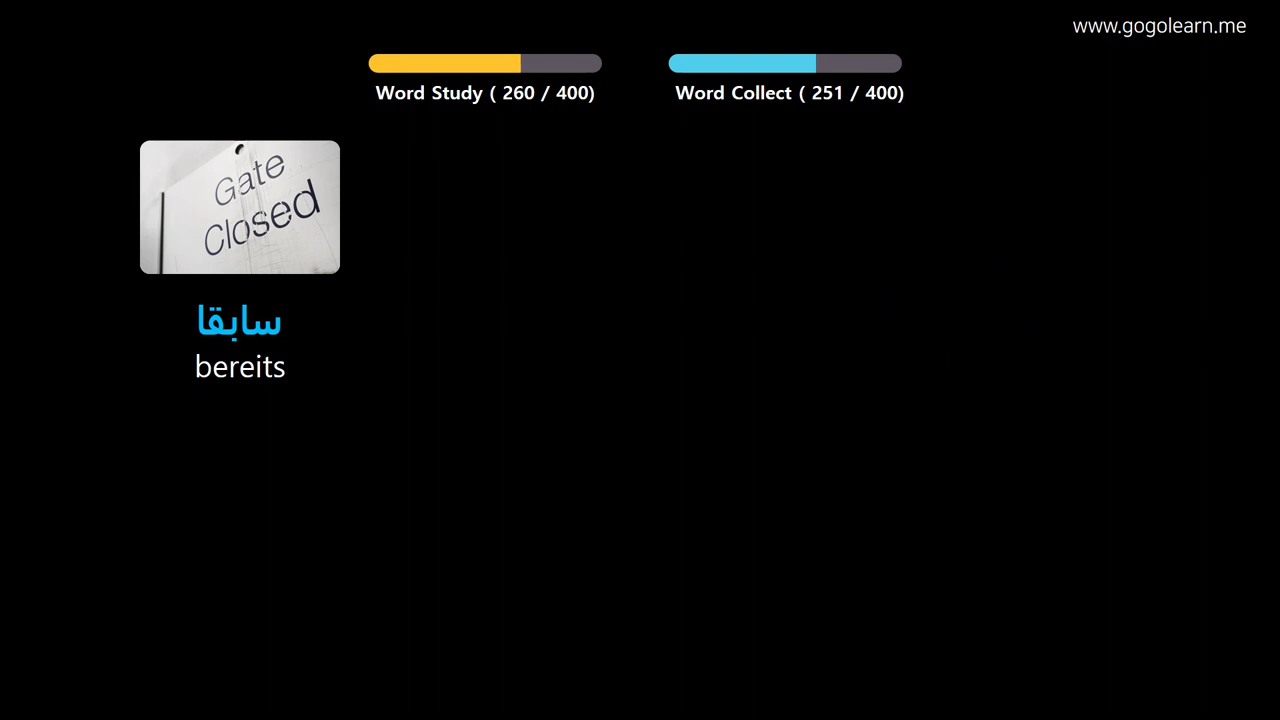 www.gogolearn.me
Word Study ( 260 / 400)
Word Collect ( 251 / 400)
Gate
Closed
سابقا
bereits